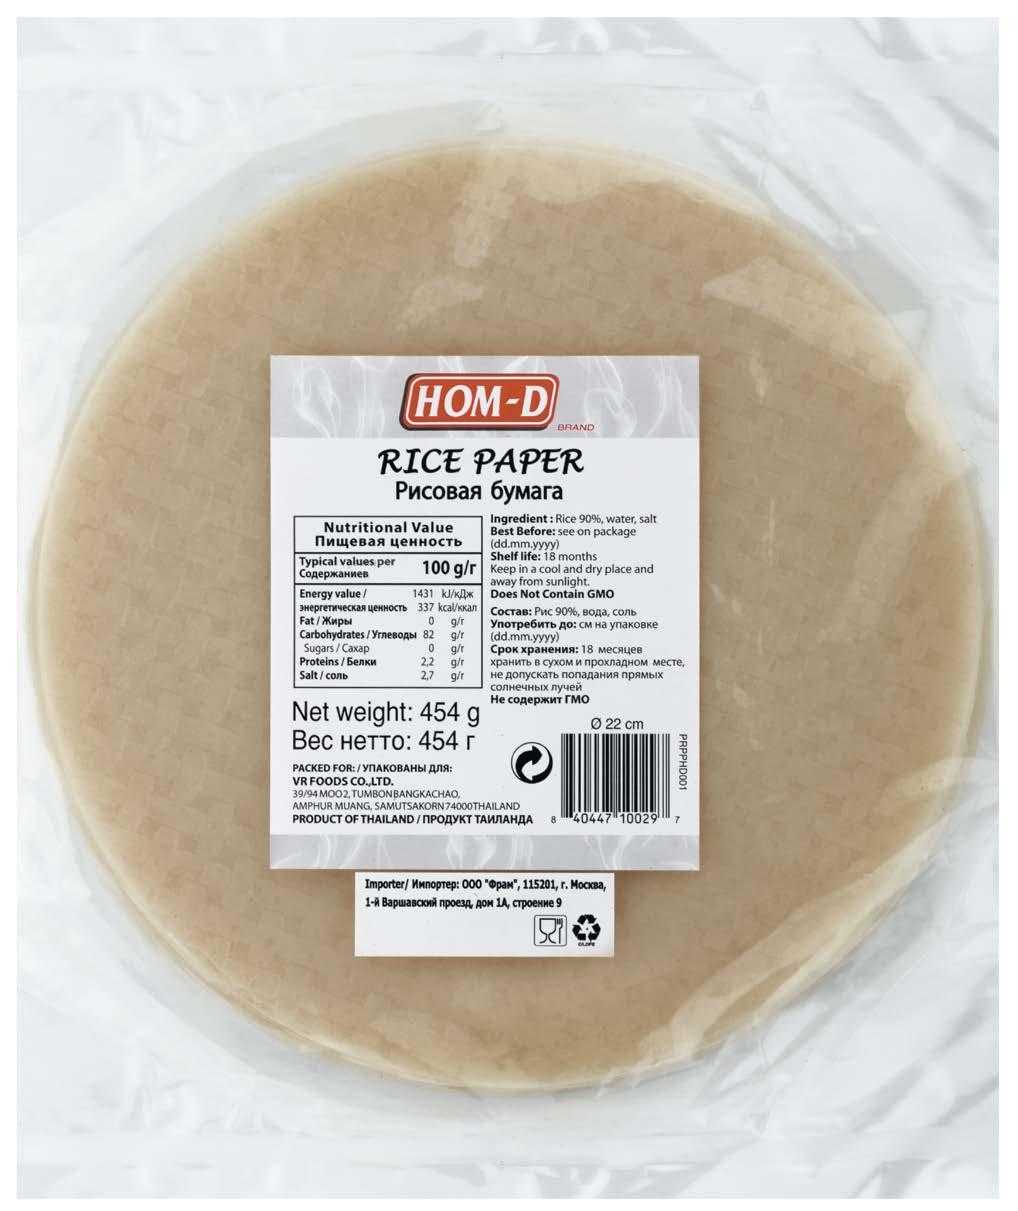 HOM-D
BRAND
RICE PAPER
Рисовая бумага
Nutritional Value
Пищевая ценность
Typical values per
Содержаниев
100 g/г
Energy value / 1431 kJ/кДж
энергетическая ценность 337 kcal/ккал
Fat / Жиры 0 g/г
Carbohydrates / Углеводы 82 g/г
Sugars / Сахар 0 g/г
Proteins / Белки 2,2 g/г
Salt / соль 2,7 g/г
Ingredient : Rice 90%, water, salt
Best Before: see on package
(dd.mm.yyyy)
Shelf life: 18 months
Keep in a cool and dry place and
away from sunlight.
Does Not Contain GMO
Состав: Рис 90%, вода, соль
Употребить до: см на упаковке
(dd.mm.yyyy)
Срок хранения: 18 месяцев
хранить в сухом и прохладном месте,
не допускать попадания прямых
солнечных лучей
Не содержит ГМО
Net weight: 454 g
Вес нетто: 454 г
PACKED FOR: / УПАКОВАНЫ ДЛЯ:
VR FOODS CO.,LTD.
39/94 MOO2, TUMBON BANGKACHAO,
AMPHUR MUANG, SAMUTSAKORN 74000 THAILAND
PRODUCT OF THAILAND / ПРОДУКТ ТАИЛАНДА
Ø 22 cm
PRPPHD001
8 40447 10029 7
Importer/ Импортер: ООО "Фрам", 115201, г. Москва,
1-й Варшавский проезд, дом 1А, строение 9
4
C/LDPE